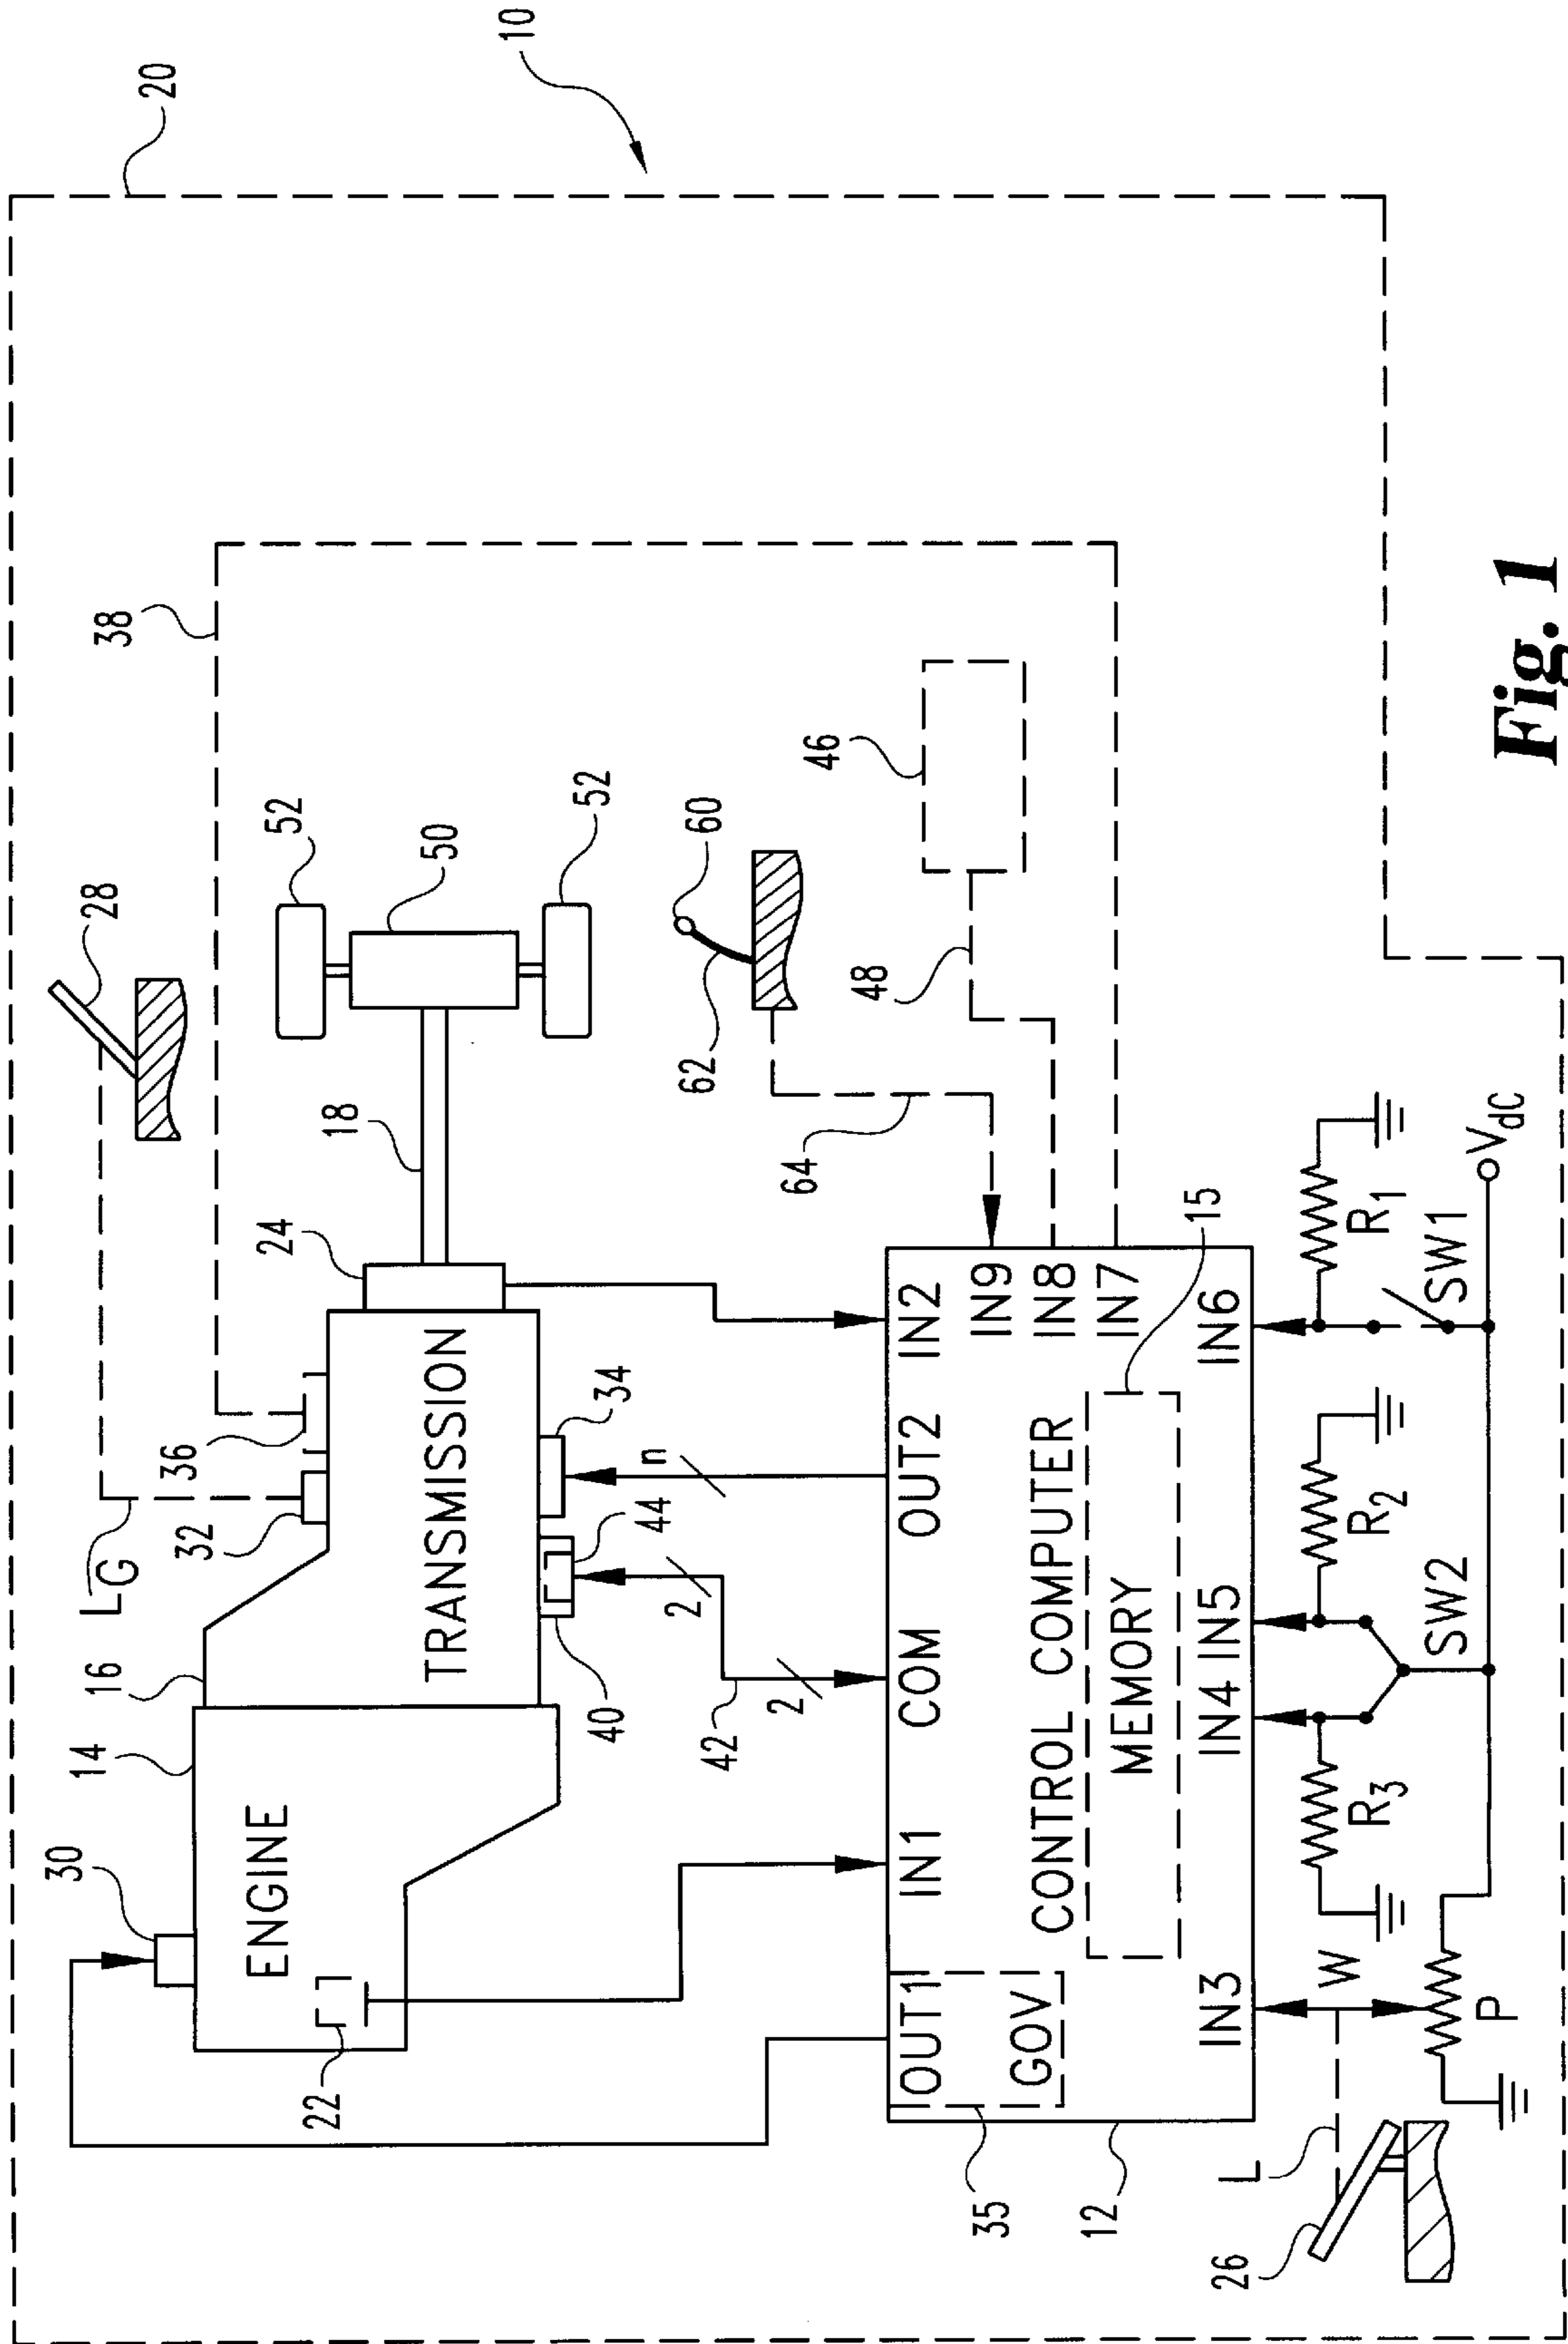 20
10
38
28
LG
32
36
24
18
52
50
52
16
14
30
ENGINE
TRANSMISSION
22
34
n
44
40
2
42
2
60
62
64
46
48
OUT1
IN1
COM
OUT2
IN2
IN9
IN8
IN7
GOV
CONTROL COMPUTER
MEMORY
15
35
12
IN3
IN4
IN5
IN6
26
L
W
P
R3
R2
R1
SW2
SW1
VdC
Fig. 1